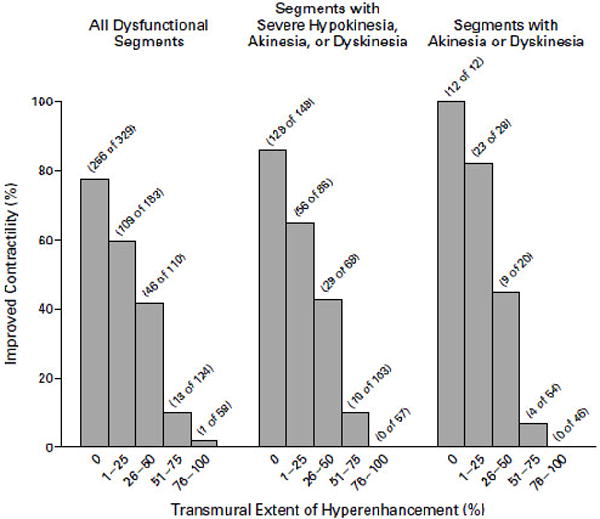 All Dysfunctional
Segments
Segments with
Severe Hypokinesia,
Akinesia, or Dyskinesia
Segments with
Akinesia or Dyskinesia
Improved Contractility (%)
100
80
60
40
20
0
(256 of 329)
(109 of 183)
(46 of 110)
(13 of 124)
(1 of 58)
(128 of 149)
(56 of 86)
(29 of 68)
(10 of 103)
(0 of 57)
(12 of 12)
(23 of 28)
(9 of 20)
(4 of 54)
(0 of 46)
0
1–25
26–50
51–75
76–100
0
1–25
26–50
51–75
76–100
0
1–25
26–50
51–75
76–100
Transmural Extent of Hyperenhancement (%)